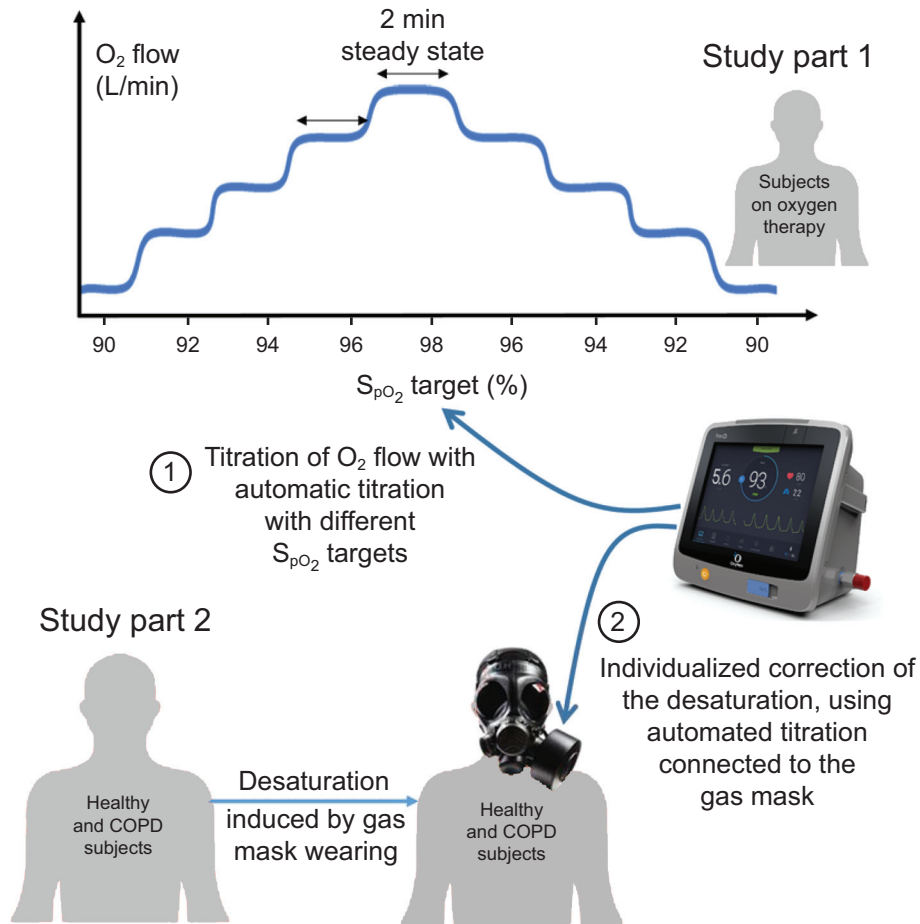 2 min
steady state
O₂ flow
(L/min)
Study part 1
Subjects
on oxygen
therapy
90 92 94 96 98 96 94 92 90
SpO₂ target (%)
1 Titration of O₂ flow with
automatic titration
with different
SpO₂ targets
5.6 93 80
22
Study part 2
2
Individualized correction of
the desaturation, using
automated titration
connected to the
gas mask
Desaturation
induced by gas
mask wearing
Healthy
and COPD
subjects
Healthy
and COPD
subjects